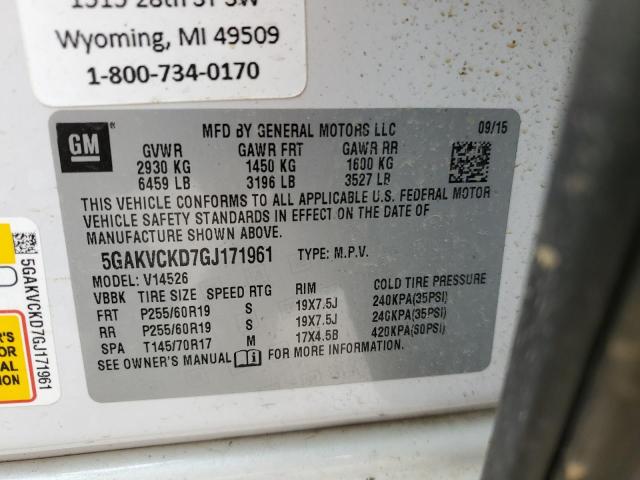 1515 28th ST SW
Wyoming, MI 49509
1-800-734-0170
GM
MFD BY GENERAL MOTORS LLC 09/15
GVWR GAWR FRT GAWR RR
2930 KG 1450 KG 1600 KG
6459 LB 3196 LB 3527 LB
THIS VEHICLE CONFORMS TO ALL APPLICABLE U.S. FEDERAL MOTOR
VEHICLE SAFETY STANDARDS IN EFFECT ON THE DATE OF
MANUFACTURE SHOWN ABOVE.
5GAKVCKD7GJ171961 TYPE: M.P.V.
MODEL: V14526
VBBK TIRE SIZE SPEED RTG RIM COLD TIRE PRESSURE
FRT P255/60R19 S 19X7.5J 240KPA(35PSI)
RR P255/60R19 S 19X7.5J 240KPA(35PSI)
SPA T145/70R17 M 17X4.5B 420KPA(60PSI)
SEE OWNER'S MANUAL FOR MORE INFORMATION.
5GAKVCKD7GJ171961